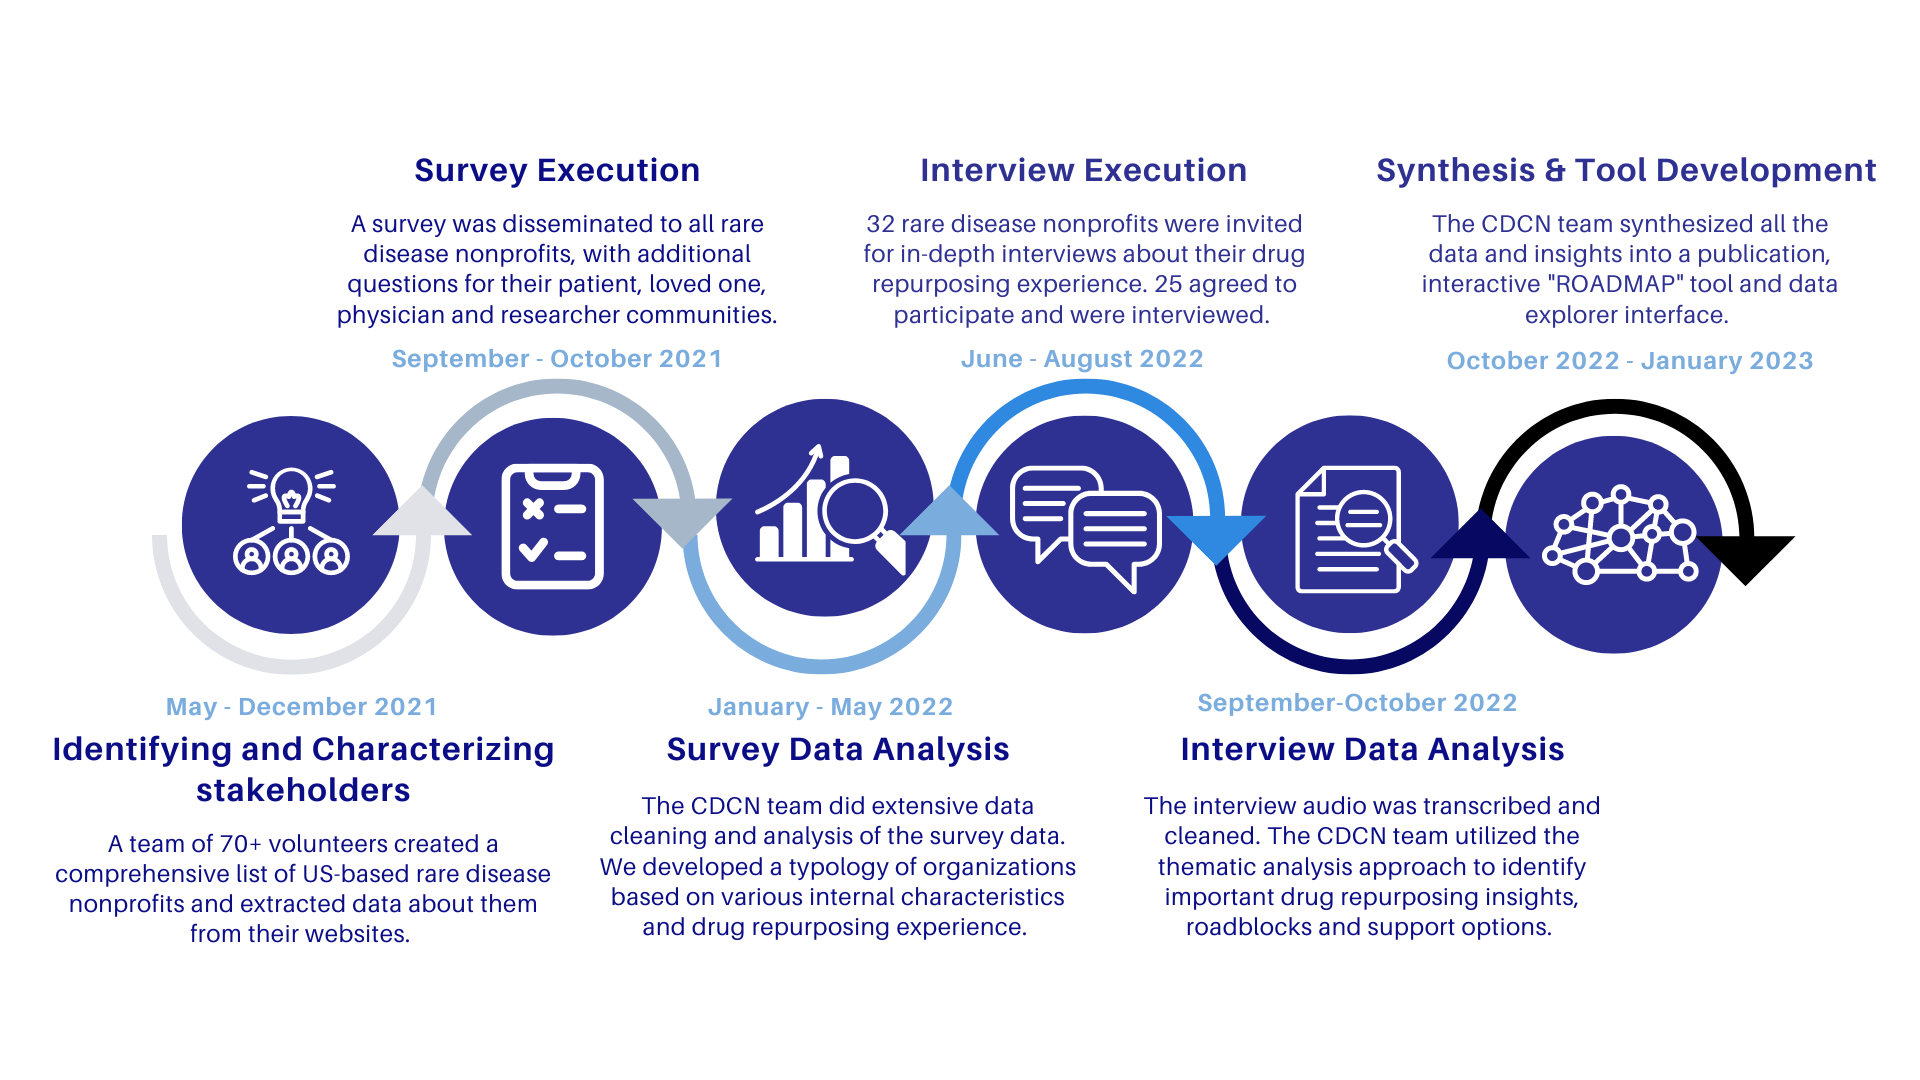 Survey Execution
A survey was disseminated to all rare
disease nonprofits, with additional
questions for their patient, loved one,
physician and researcher communities.
September - October 2021
Interview Execution
32 rare disease nonprofits were invited
for in-depth interviews about their drug
repurposing experience. 25 agreed to
participate and were interviewed.
June - August 2022
Synthesis & Tool Development
The CDCN team synthesized all the
data and insights into a publication,
interactive "ROADMAP" tool and data
explorer interface.
October 2022 - January 2023
May - December 2021
Identifying and Characterizing
stakeholders
A team of 70+ volunteers created a
comprehensive list of US-based rare disease
nonprofits and extracted data about them
from their websites.
January - May 2022
Survey Data Analysis
The CDCN team did extensive data
cleaning and analysis of the survey data.
We developed a typology of organizations
based on various internal characteristics
and drug repurposing experience.
September-October 2022
Interview Data Analysis
The interview audio was transcribed and
cleaned. The CDCN team utilized the
thematic analysis approach to identify
important drug repurposing insights,
roadblocks and support options.